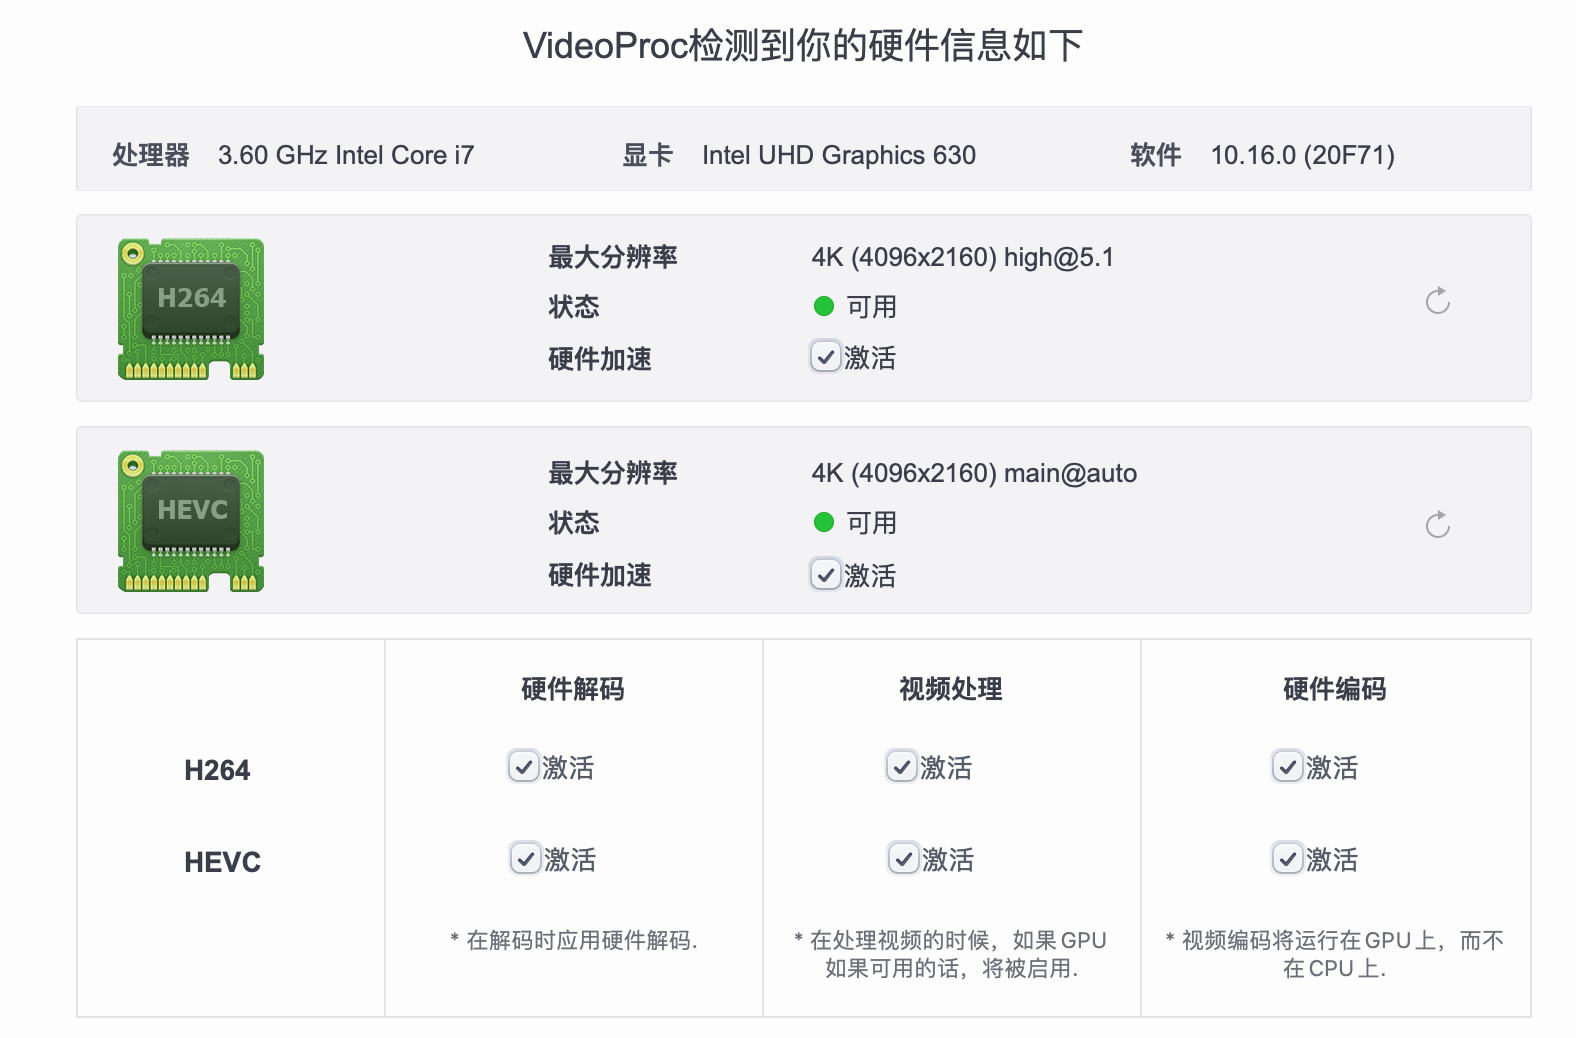 VideoProc检测到你的硬件信息如下
处理器 3.60 GHz Intel Core i7 显卡 Intel UHD Graphics 630 软件 10.16.0 (20F71)
H264
最大分辨率 4K (4096x2160) high@5.1
状态 可用
硬件加速 激活
HEVC
最大分辨率 4K (4096x2160) main@auto
状态 可用
硬件加速 激活
硬件解码 视频处理 硬件编码
H264 激活 激活 激活
HEVC 激活 激活 激活
* 在解码时应用硬件解码.
* 在处理视频的时候，如果GPU
如果可用的话，将被启用.
* 视频编码将运行在GPU上，而不
在CPU上.